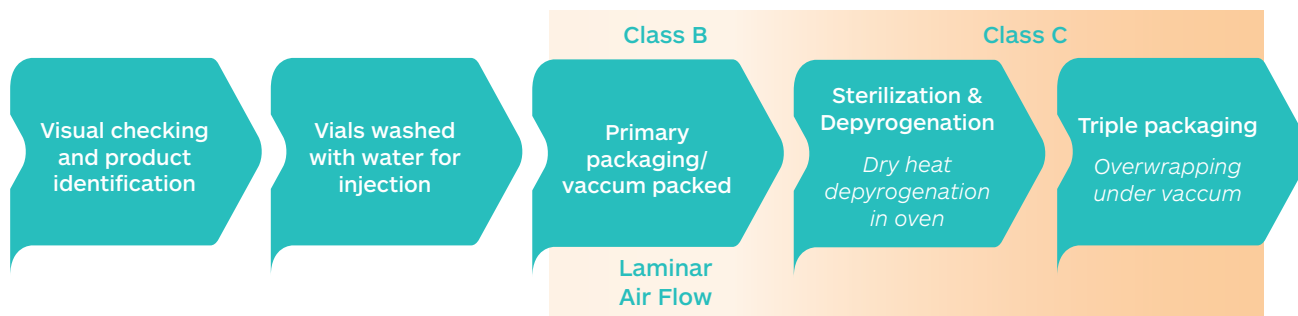 Class B
Class C
Visual checking
and product
identification
Vials washed
with water for
injection
Primary
packaging/
vaccum packed
Sterilization &
Depyrogenation
Dry heat
depyrogenation
in oven
Triple packaging
Overwrapping
under vaccum
Laminar
Air Flow